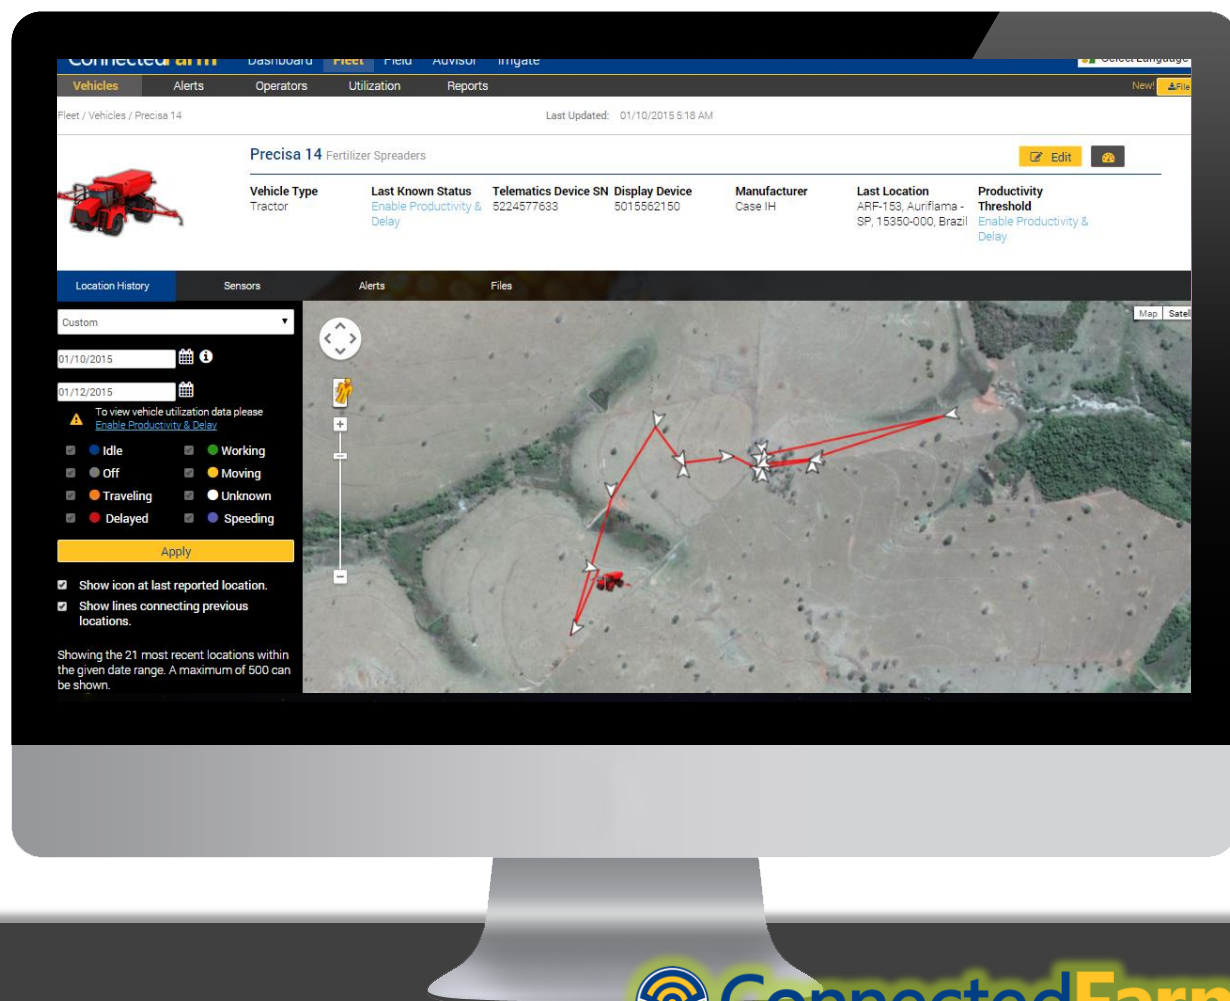 ConnectedFarm Dashboard Fleet Field Advisor Irrigate Select Language
Vehicles Alerts Operators Utilization Reports New! File
Fleet / Vehicles / Precisa 14 Last Updated: 01/10/2015 5:18 AM
Precisa 14 Fertilizer Spreaders Edit
Vehicle Type Last Known Status Telematics Device SN Display Device Manufacturer Last Location Productivity
Tractor Enable Productivity & 5224577633 5015562150 Case IH ARF-153, Auriflama - Threshold
Delay SP, 15350-000, Brazil Enable Productivity &
Delay
Location History Sensors Alerts Files
Custom Map Satell
01/10/2015
01/12/2015
To view vehicle utilization data please
Enable Productivity & Delay
Idle Working
Off Moving
Traveling Unknown
Delayed Speeding
Apply
Show icon at last reported location.
Show lines connecting previous
locations.
Showing the 21 most recent locations within
the given date range. A maximum of 500 can
be shown.
ConnectedFarm